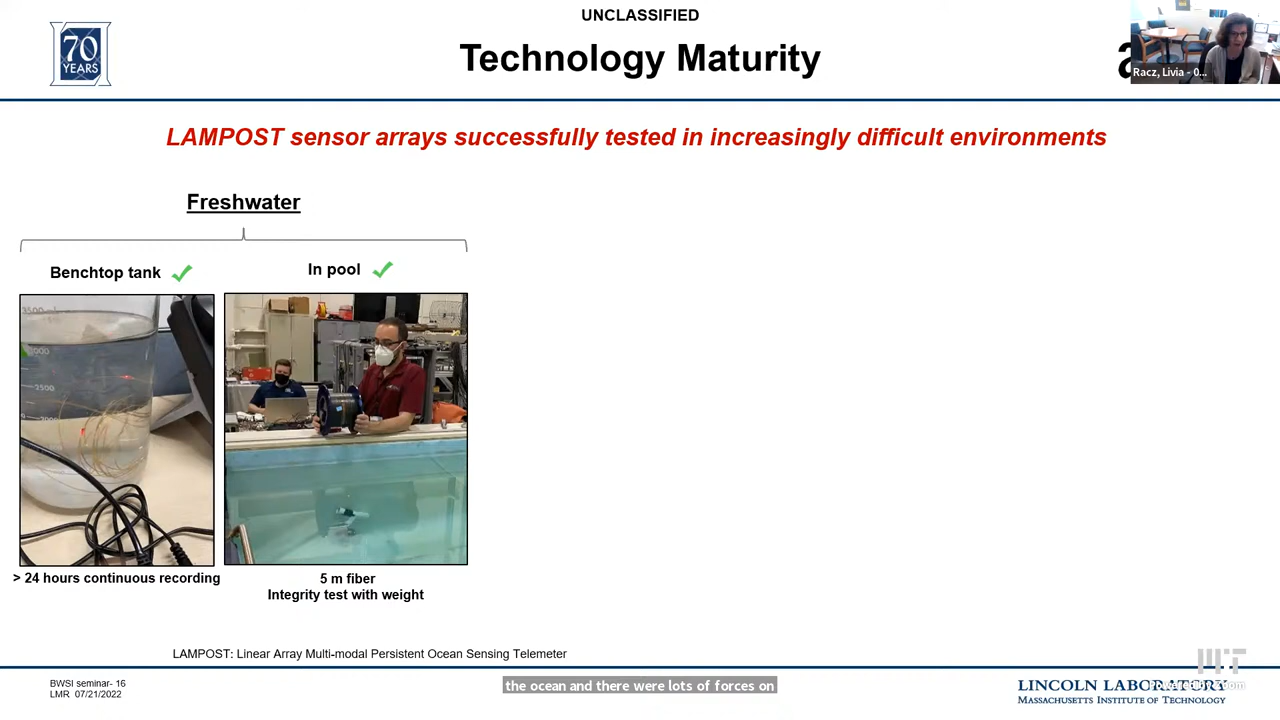 UNCLASSIFIED
70
YEARS
Technology Maturity
Racz, Livia - 0...
LAMPOST sensor arrays successfully tested in increasingly difficult environments
Freshwater
Benchtop tank
In pool
> 24 hours continuous recording
5 m fiber
Integrity test with weight
LAMPOST: Linear Array Multi-modal Persistent Ocean Sensing Telemeter
BWSI seminar- 16
LMR 07/21/2022
the ocean and there were lots of forces on
MIT
LINCOLN LABORATORY
MASSACHUSETTS INSTITUTE OF TECHNOLOGY